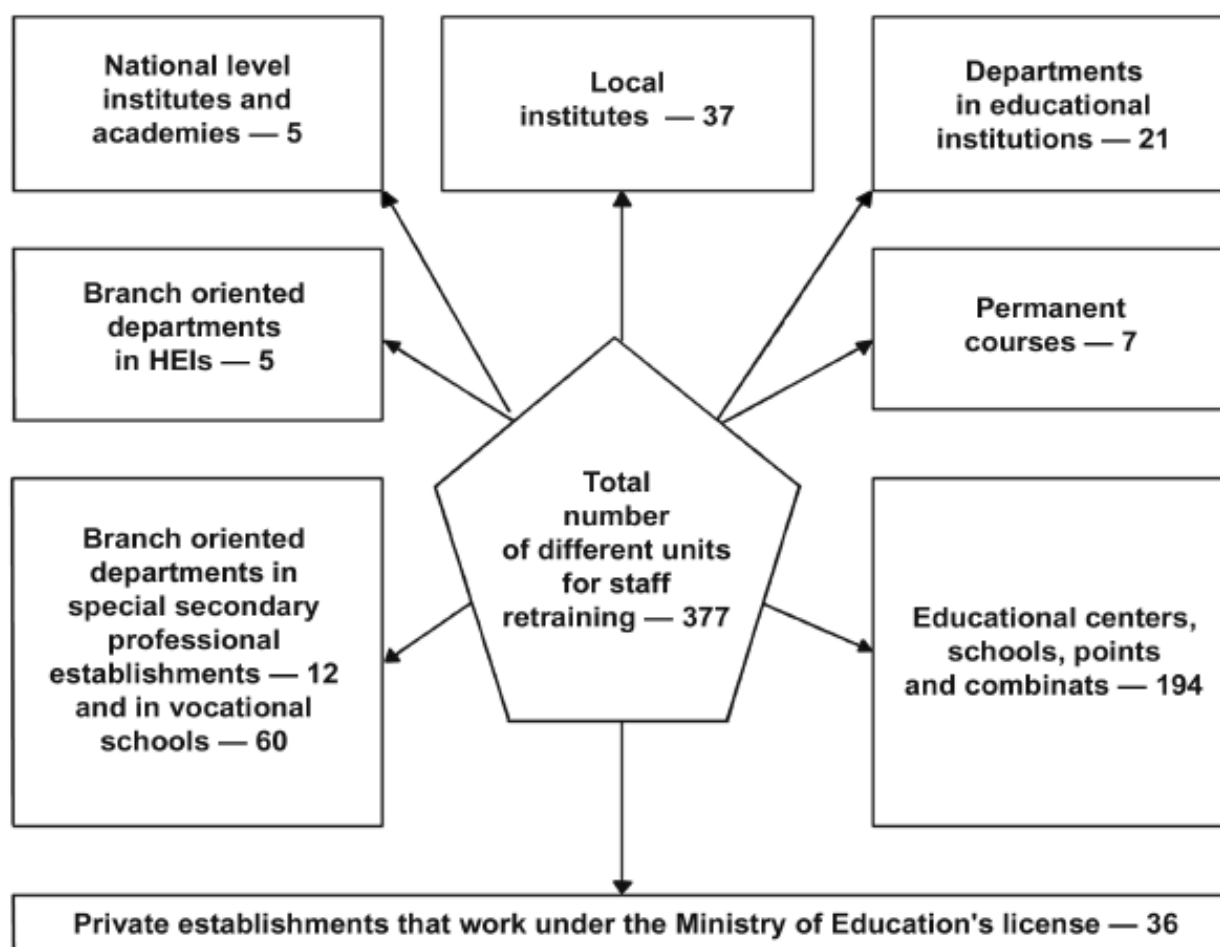 National level
institutes and
academies — 5
Local
institutes — 37
Departments
in educational
institutions — 21
Branch oriented
departments
in HEIs — 5
Permanent
courses — 7
Branch oriented
departments in
special secondary
professional
establishments — 12
and in vocational
schools — 60
Total
number
of different units
for staff
retraining — 377
Educational centers,
schools, points
and combinats — 194
Private establishments that work under the Ministry of Education's license — 36